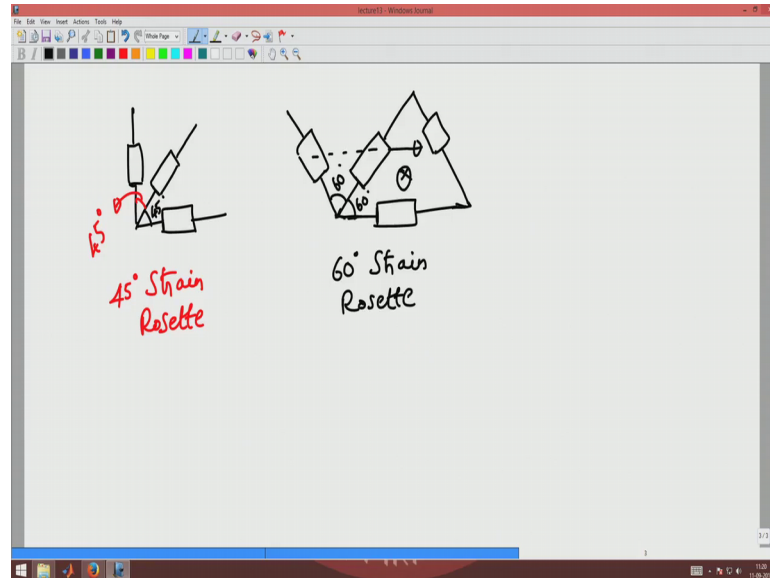 lecture13 - Windows Journal
File Edit View Insert Actions Tools Help
Whole Page
B I
45°
45°
60°
60°
45° Strain
Rosette
60° Strain
Rosette
3
3 / 3
11:20